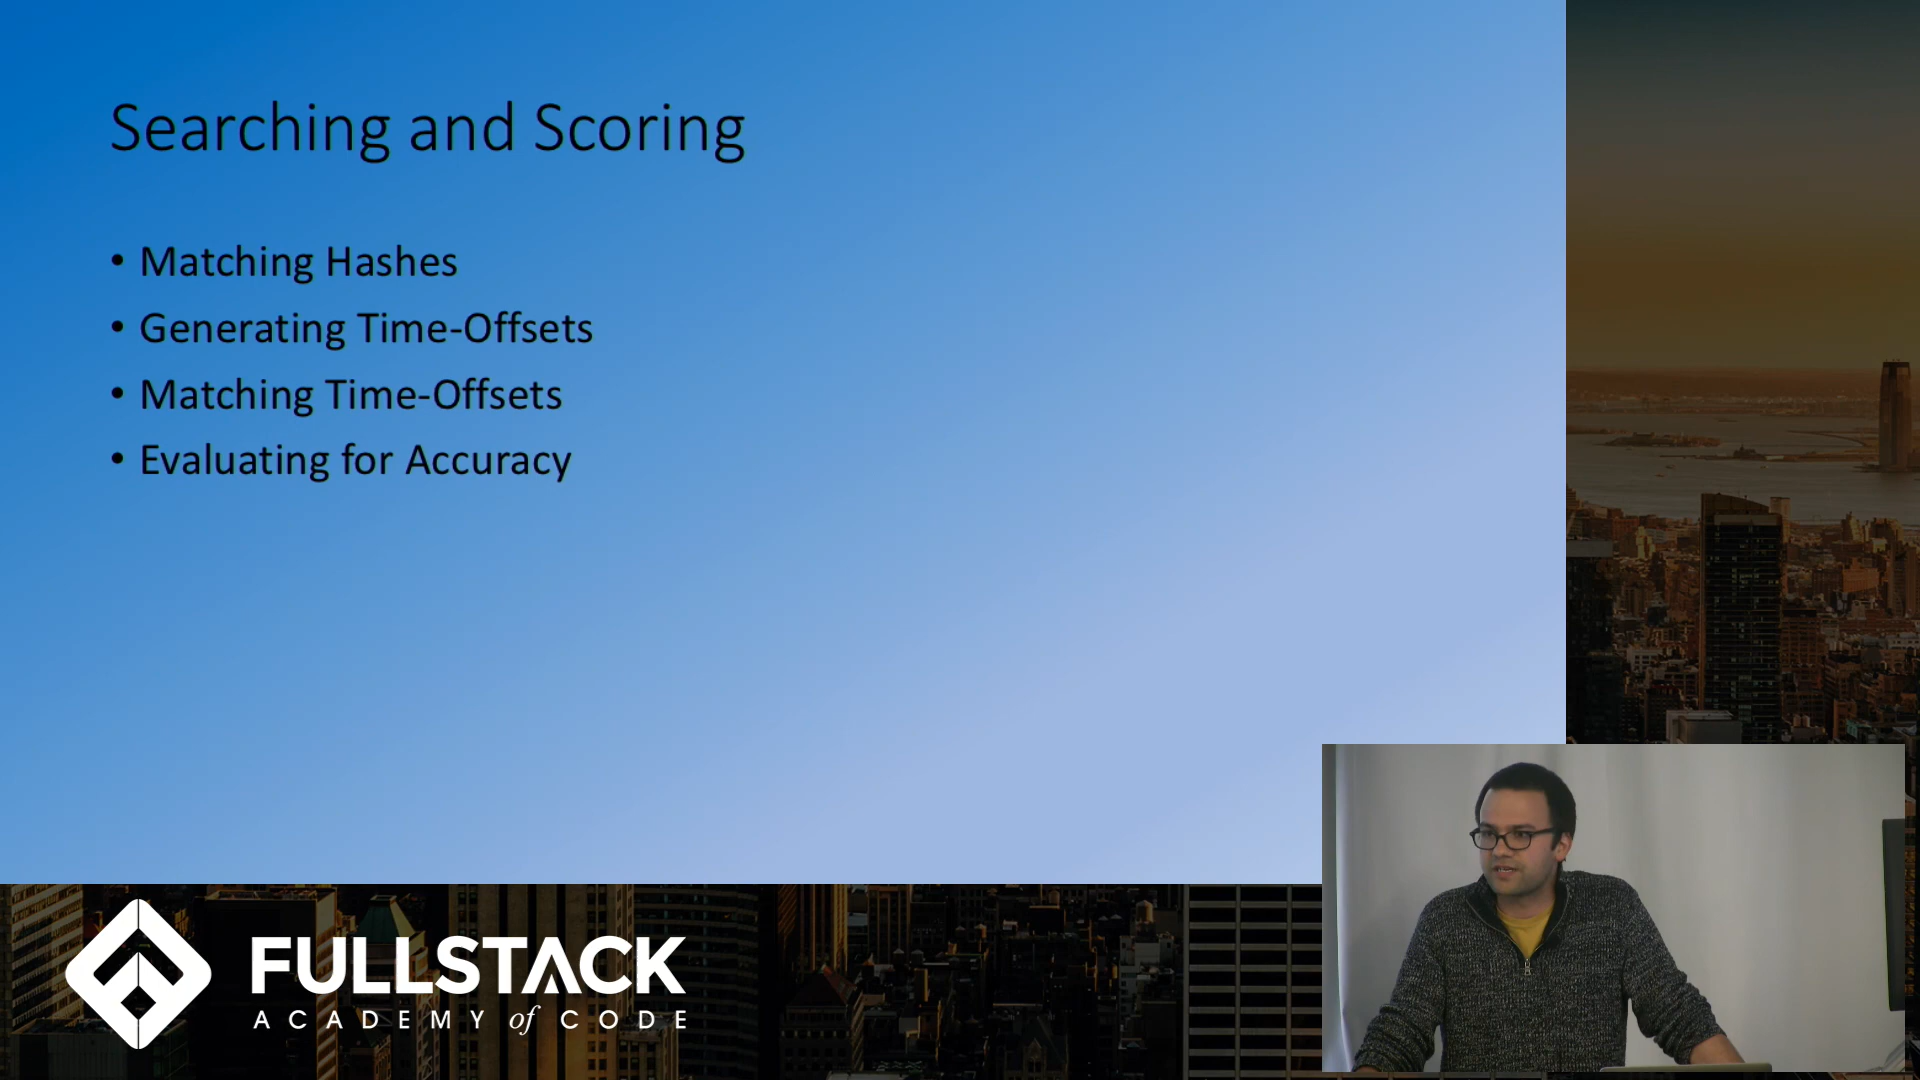 Searching and Scoring
• Matching Hashes
• Generating Time-Offsets
• Matching Time-Offsets
• Evaluating for Accuracy
FULLSTACK
ACADEMY of CODE